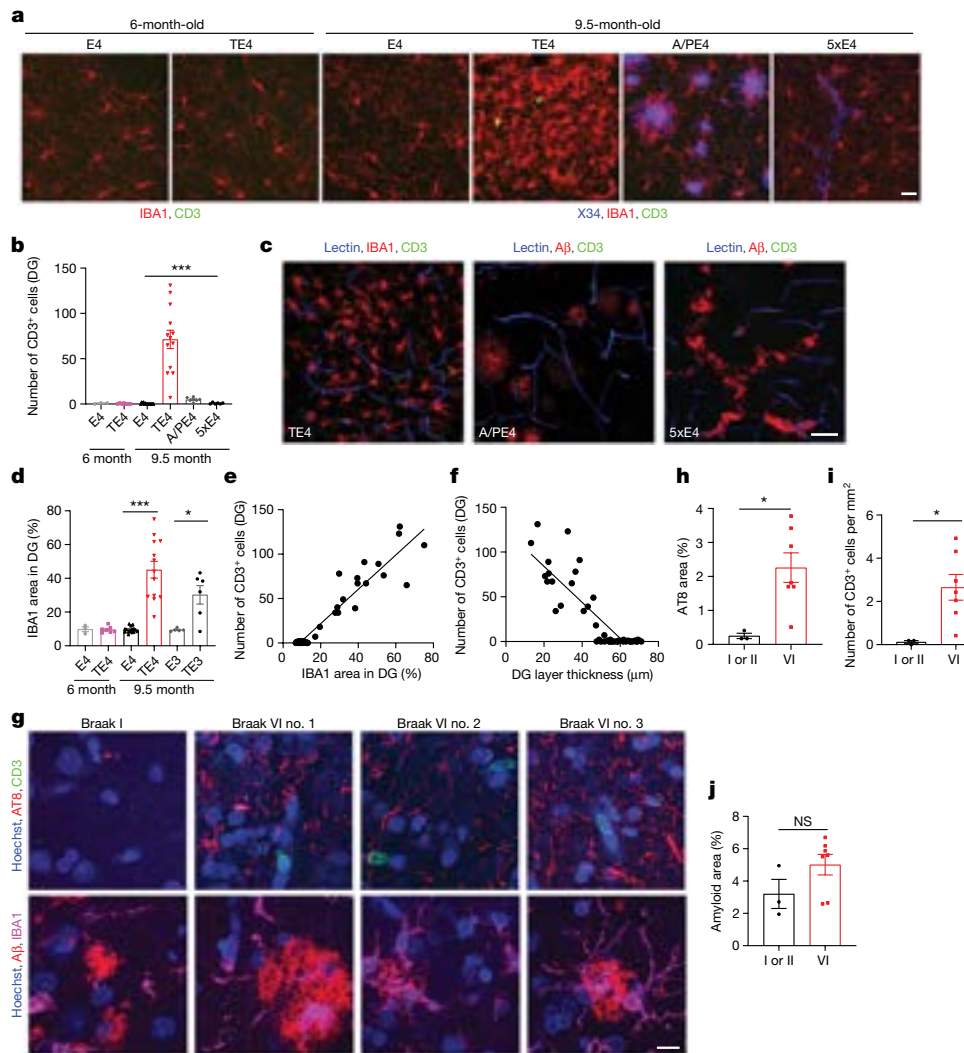 a
6-month-old
9.5-month-old
E4
TE4
E4
TE4
A/PE4
5xE4
IBA1, CD3
X34, IBA1, CD3
b
Number of CD3+ cells (DG)
150
100
50
0
***
E4
TE4
E4
TE4
A/PE4
5xE4
6 month
9.5 month
c
Lectin, IBA1, CD3
Lectin, Aβ, CD3
Lectin, Aβ, CD3
TE4
A/PE4
5xE4
d
IBA1 area in DG (%)
80
60
40
20
0
***
*
E4
TE4
E4
TE4
E3
TE3
6 month
9.5 month
e
Number of CD3+ cells (DG)
150
100
50
0
0
20
40
60
80
IBA1 area in DG (%)
f
Number of CD3+ cells (DG)
150
100
50
0
0
20
40
60
80
DG layer thickness (μm)
h
AT8 area (%)
4
3
2
1
0
*
I or II
VI
i
Number of CD3+ cells per mm2
6
4
2
0
*
I or II
VI
g
Braak I
Braak VI no. 1
Braak VI no. 2
Braak VI no. 3
Hoechst, AT8, CD3
Hoechst, Aβ, IBA1
j
Amyloid area (%)
8
6
4
2
0
NS
I or II
VI